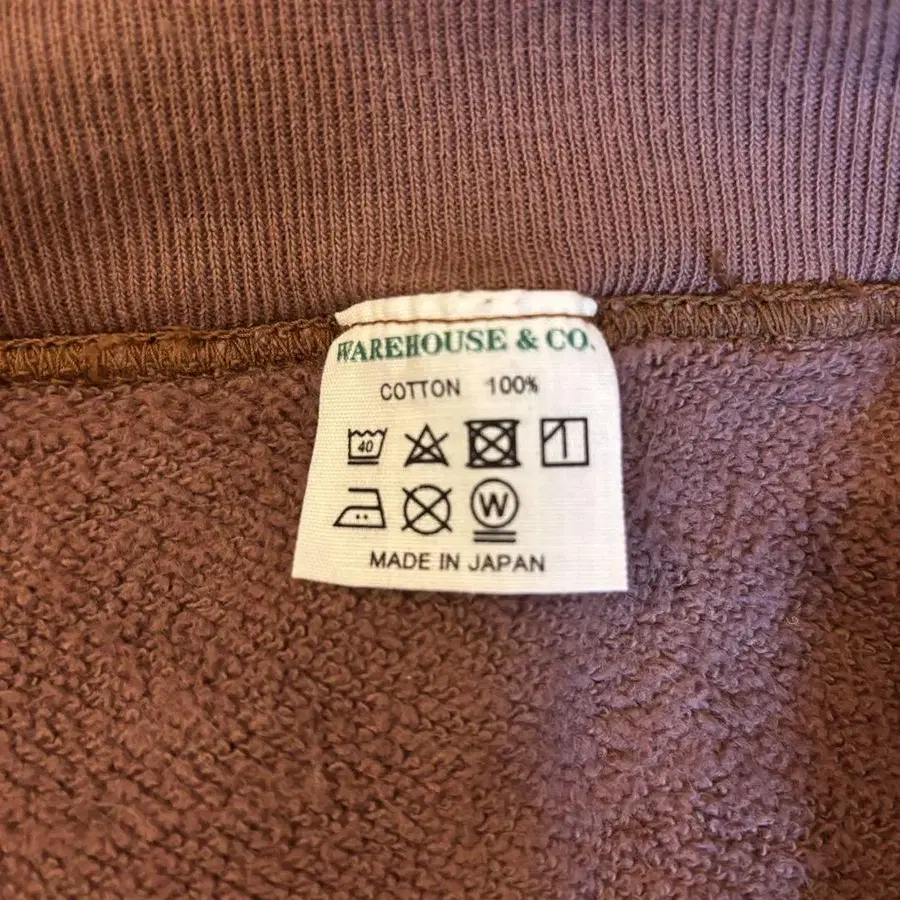 WAREHOUSE & CO.
COTTON 100%
40
W
MADE IN JAPAN